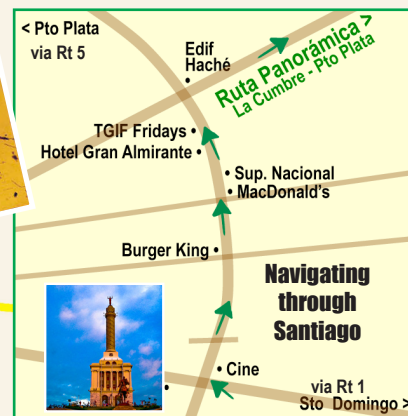 < Pto Plata
via Rt 5
Edif
Haché
Ruta Panorámica >
La Cumbre - Pto Plata
TGIF Fridays •
Hotel Gran Almirante •
• Sup. Nacional
• MacDonald's
Burger King •
Navigating
through
Santiago
• Cine
via Rt 1
Sto Domingo >